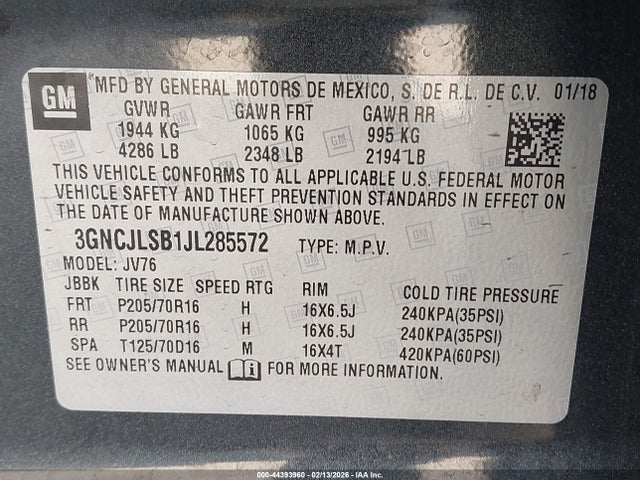 GM *MFD BY GENERAL MOTORS DE MEXICO, S. DE R.L. DE C.V. 01/18
GVWR GAWR FRT GAWR RR
1944 KG 1065 KG 995 KG
4286 LB 2348 LB 2194 LB
THIS VEHICLE CONFORMS TO ALL APPLICABLE U.S. FEDERAL MOTOR
VEHICLE SAFETY AND THEFT PREVENTION STANDARDS IN EFFECT ON
THE DATE OF MANUFACTURE SHOWN ABOVE.
3GNCJLSB1JL285572 TYPE: M.P.V.
MODEL: JV76
JBBK TIRE SIZE SPEED RTG RIM COLD TIRE PRESSURE
FRT P205/70R16 H 16X6.5J 240KPA(35PSI)
RR P205/70R16 H 16X6.5J 240KPA(35PSI)
SPA T125/70D16 M 16X4T 420KPA(60PSI)
SEE OWNER'S MANUAL FOR MORE INFORMATION.
000-44393960 - 02/13/2026 - IAA Inc.